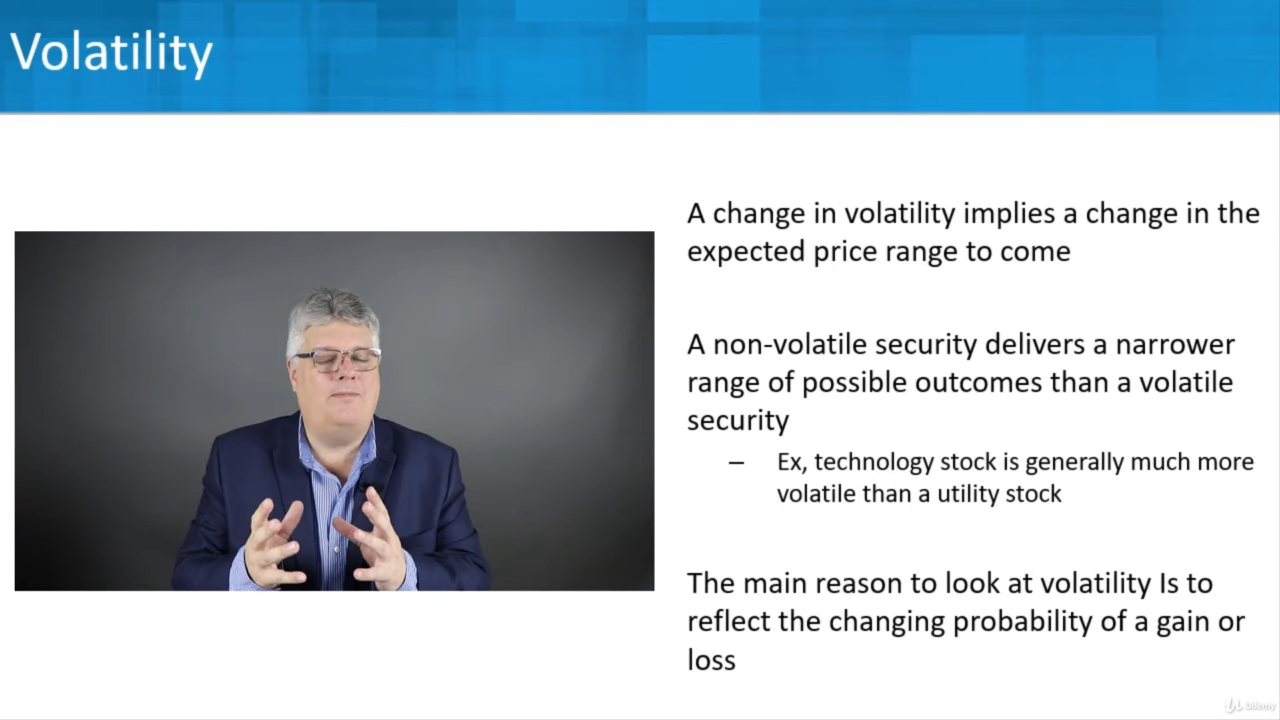 Volatility
A change in volatility implies a change in the
expected price range to come
A non-volatile security delivers a narrower
range of possible outcomes than a volatile
security
– Ex, technology stock is generally much more
volatile than a utility stock
The main reason to look at volatility Is to
reflect the changing probability of a gain or
loss
Udemy